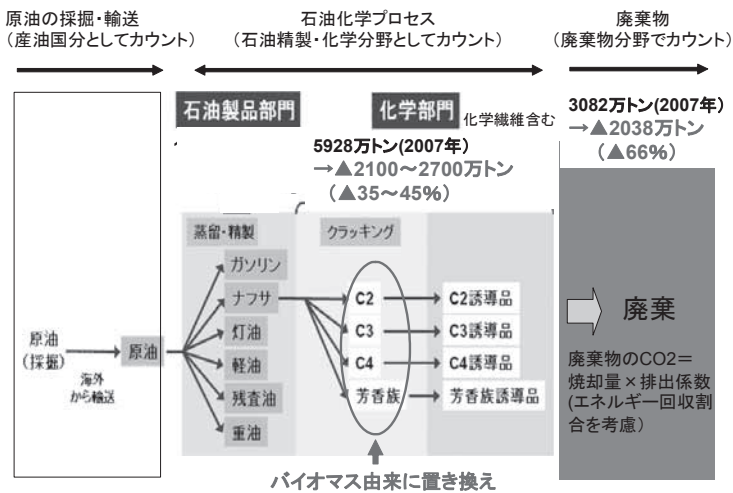 原油の採掘・輸送
(産油国分としてカウント)
石油化学プロセス
(石油精製・化学分野としてカウント)
廃棄物
(廃棄物分野でカウント)
石油製品部門
化学部門
化学繊維含む
5928万トン(2007年)
→▲2100～2700万トン
(▲35～45%)
3082万トン(2007年)
→▲2038万トン
(▲66%)
蒸留・精製
クラッキング
ガソリン
ナフサ
灯油
軽油
残査油
重油
原油
(採掘)
海外
から輸送
原油
C2
C3
C4
芳香族
C2誘導品
C3誘導品
C4誘導品
芳香族誘導品
廃棄
廃棄物のCO2＝
焼却量×排出係数
(エネルギー回収割
合を考慮)
バイオマス由来に置き換え